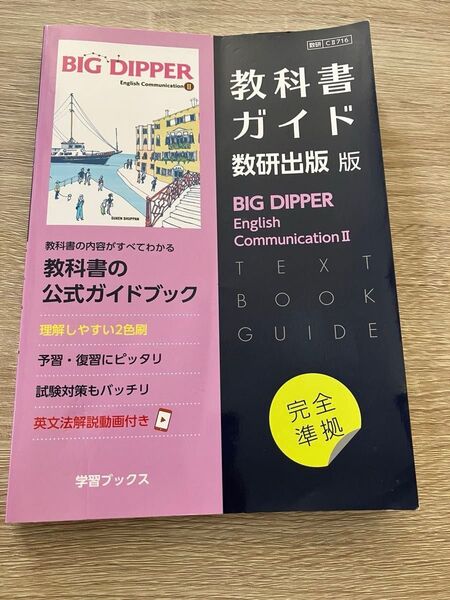 BIG DIPPER
English Communication Ⅱ
SUKEN SHUPPAN
教科書の内容がすべてわかる
教科書の
公式ガイドブック
理解しやすい2色刷
予習・復習にピッタリ
試験対策もバッチリ
英文法解説動画付き
学習ブックス
数研 CⅡ716
教科書
ガイド
数研出版 版
BIG DIPPER
English
Communication Ⅱ
TEXT
BOOK
GUIDE
完全
準拠